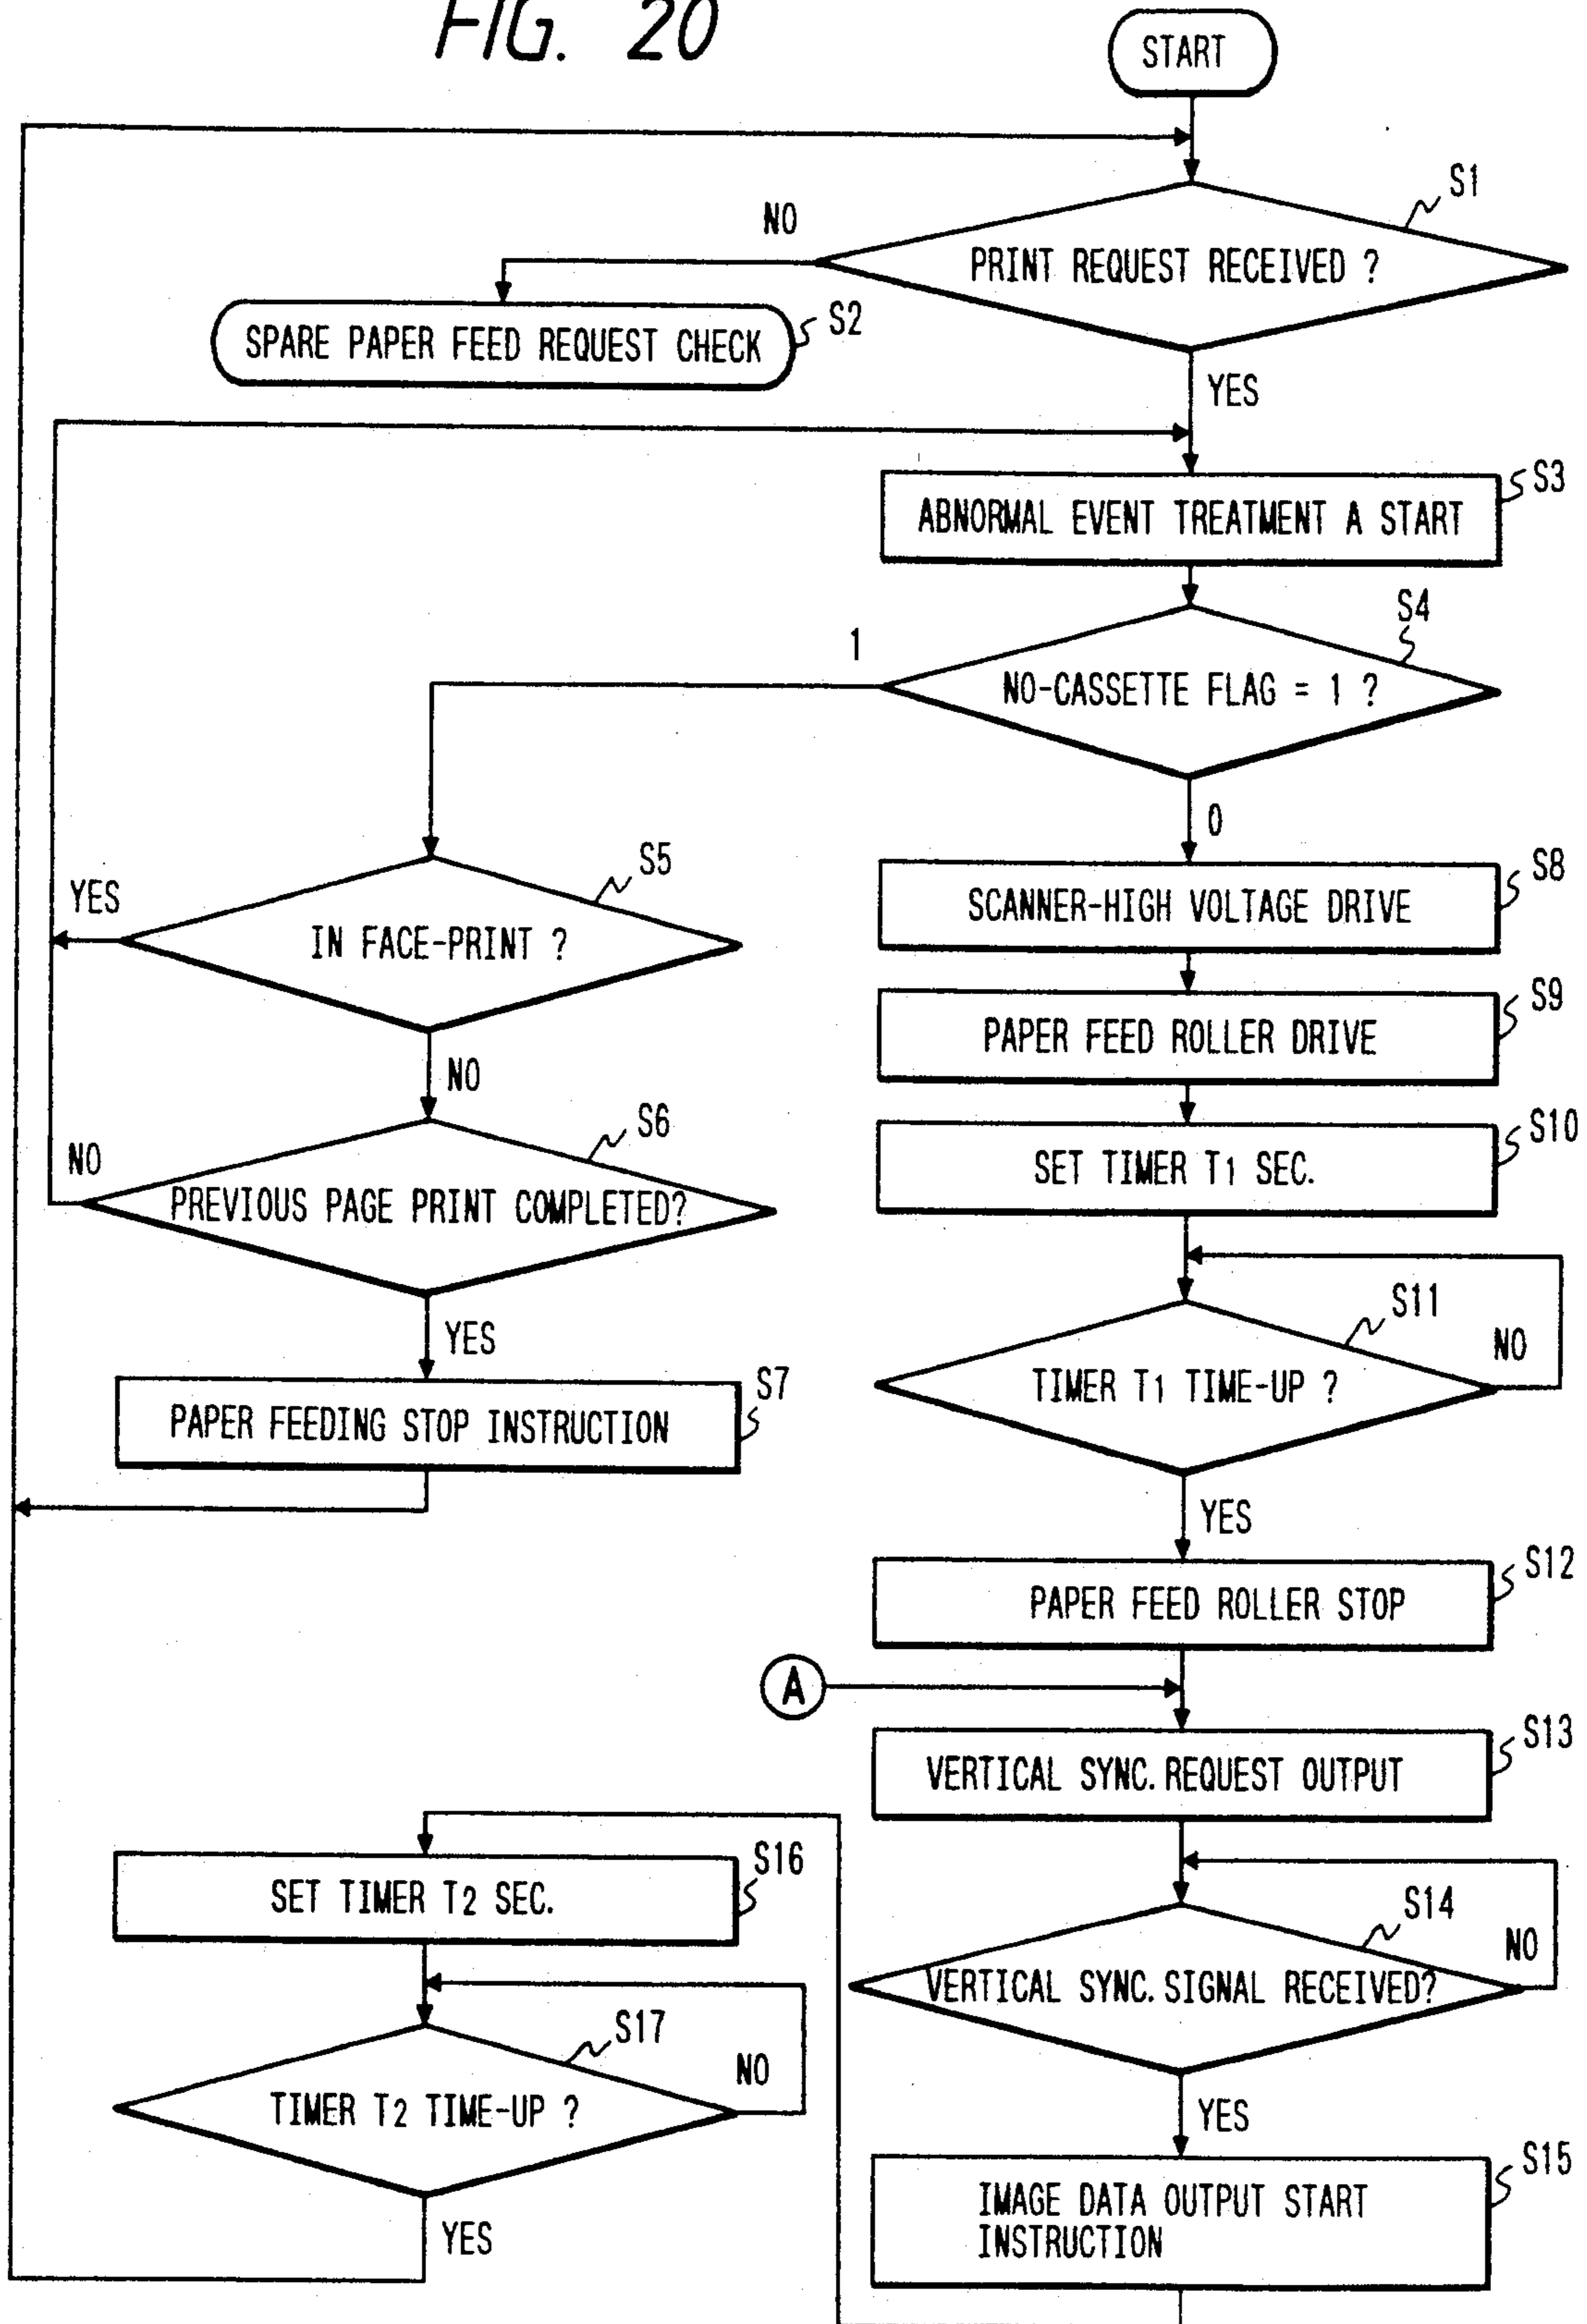 FIG. 20
START
S1
NO
PRINT REQUEST RECEIVED ?
S2
SPARE PAPER FEED REQUEST CHECK
YES
S3
ABNORMAL EVENT TREATMENT A START
S4
1
NO-CASSETTE FLAG = 1 ?
0
S5
YES
IN FACE-PRINT ?
NO
S8
SCANNER-HIGH VOLTAGE DRIVE
S9
PAPER FEED ROLLER DRIVE
S6
NO
PREVIOUS PAGE PRINT COMPLETED?
YES
S10
SET TIMER T1 SEC.
S11
NO
TIMER T1 TIME-UP ?
YES
S7
PAPER FEEDING STOP INSTRUCTION
S12
PAPER FEED ROLLER STOP
A
S13
VERTICAL SYNC. REQUEST OUTPUT
S14
NO
VERTICAL SYNC. SIGNAL RECEIVED?
YES
S15
IMAGE DATA OUTPUT START
INSTRUCTION
S16
SET TIMER T2 SEC.
S17
NO
TIMER T2 TIME-UP ?
YES